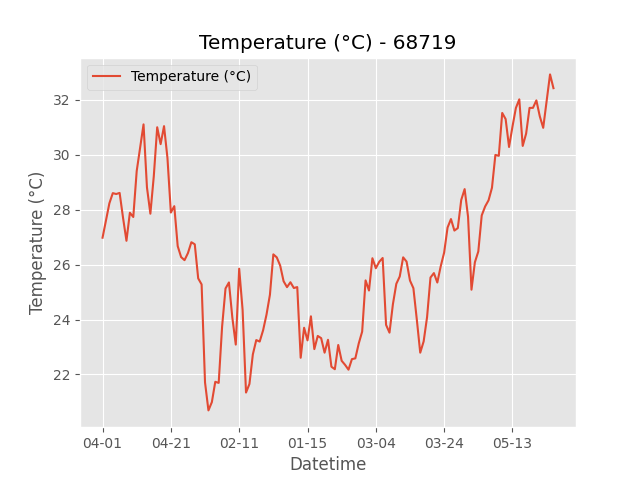 Temperature (°C) - 68719
Temperature (°C)
32
30
28
26
24
22
Temperature (°C)
04-01 04-21 02-11 01-15 03-04 03-24 05-13
Datetime